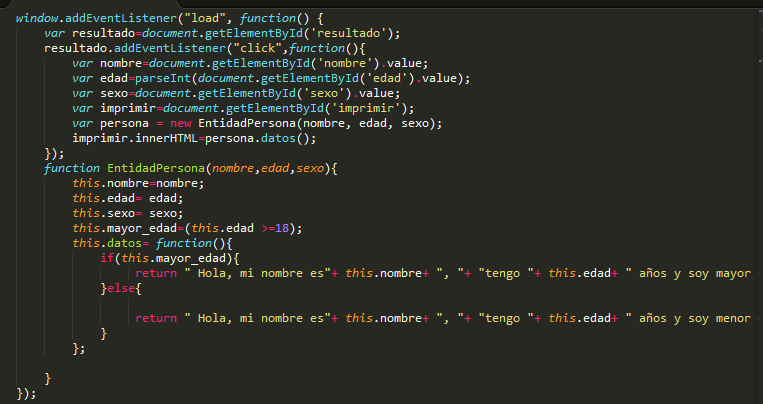 window.addEventListener("load", function() {
var resultado=document.getElementById('resultado');
resultado.addEventListener("click",function(){
var nombre=document.getElementById('nombre').value;
var edad=parseInt(document.getElementById('edad').value);
var sexo=document.getElementById('sexo').value;
var imprimir=document.getElementById('imprimir');
var persona = new EntidadPersona(nombre, edad, sexo);
imprimir.innerHTML=persona.datos();
});
function EntidadPersona(nombre,edad,sexo){
this.nombre=nombre;
this.edad= edad;
this.sexo= sexo;
this.mayor_edad=(this.edad >=18);
this.datos= function(){
if(this.mayor_edad){
return " Hola, mi nombre es"+ this.nombre+ ", "+ "tengo "+ this.edad+ " años y soy mayor
}else{
return " Hola, mi nombre es"+ this.nombre+ ", "+ "tengo "+ this.edad+ " años y soy menor
}
};
}
});